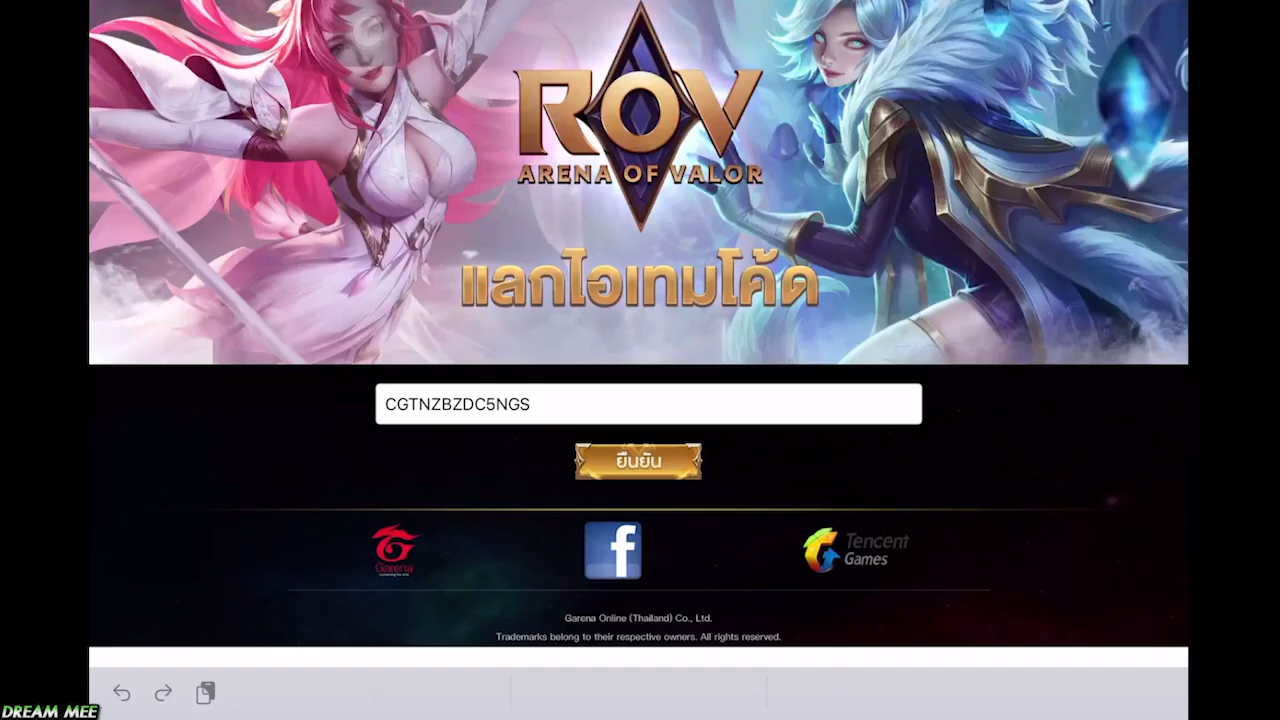 ROV
ARENA OF VALOR
แลกไอเทมโค้ด
CGTNZBZDC5NGS
ยืนยัน
Garena
Tencent
Games
Garena Online (Thailand) Co., Ltd.
Trademarks belong to their respective owners. All rights reserved.
DREAM MEE